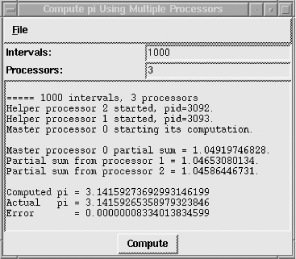 Compute pi Using Multiple Processors
File
Intervals: 1000
Processors: 3
===== 1000 intervals, 3 processors
Helper processor 2 started, pid=3092.
Helper processor 1 started, pid=3093.
Master processor 0 starting its computation.
Master processor 0 partial sum = 1.04919746828.
Partial sum from processor 1 = 1.04653080134.
Partial sum from processor 2 = 1.04586446731.
Computed pi = 3.14159273692993146199
Actual pi = 3.14159265358979323846
Error = 0.00000008334013834599
Compute